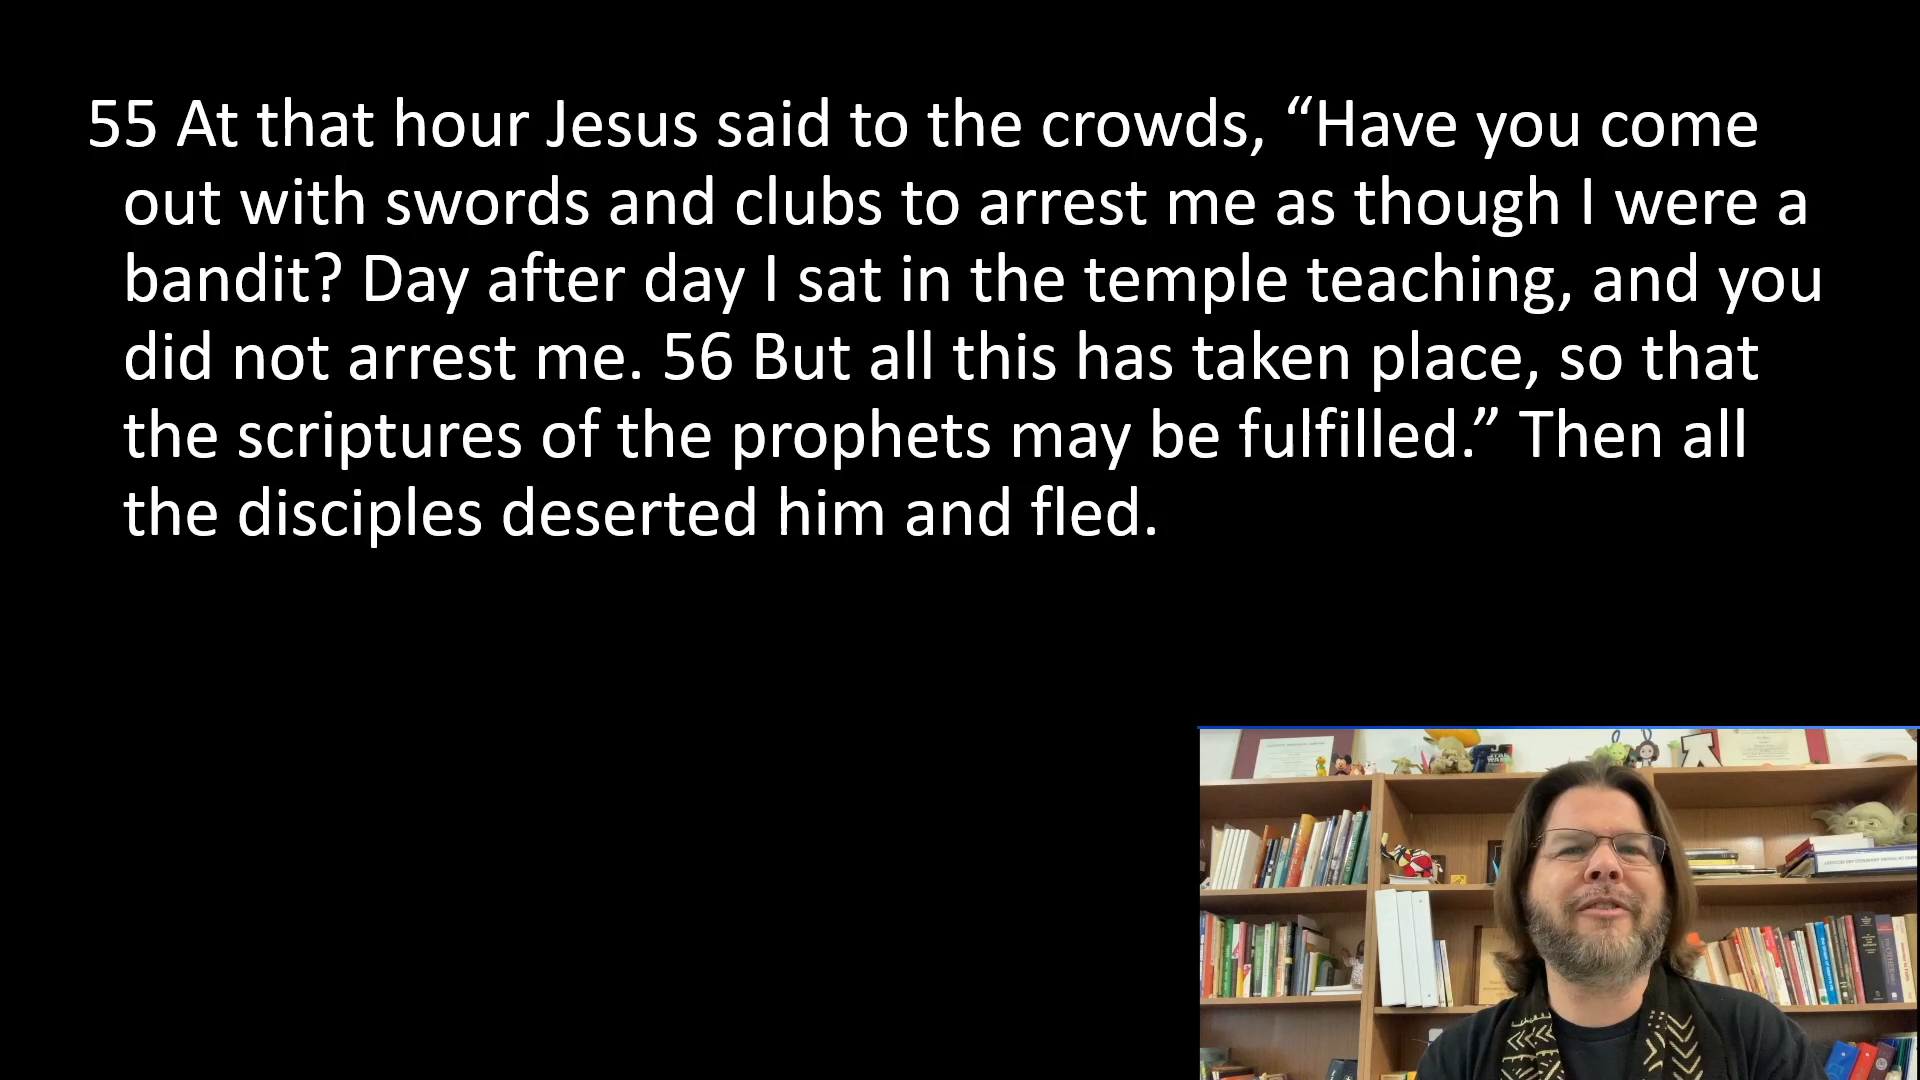 55 At that hour Jesus said to the crowds, “Have you come
out with swords and clubs to arrest me as though I were a
bandit? Day after day I sat in the temple teaching, and you
did not arrest me. 56 But all this has taken place, so that
the scriptures of the prophets may be fulfilled.” Then all
the disciples deserted him and fled.
STAR
WARS